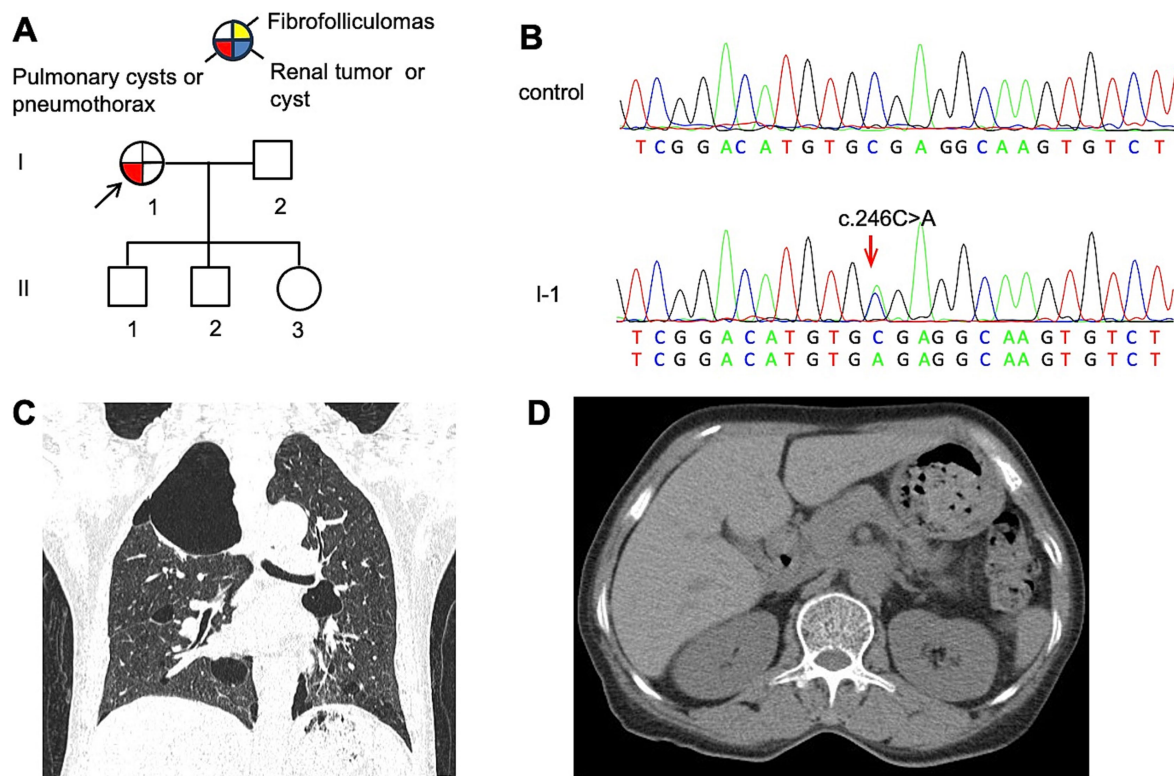 A
Fibrofolliculomas
Pulmonary cysts or
pneumothorax
Renal tumor or
cyst
I
1
2
II
1
2
3
B
control
T C G G A C A T G T G C G A G G C A A G T G T C T
c.246C>A
I-1
T C G G A C A T G T G C G A G G C A A G T G T C T
T C G G A C A T G T G A G A G G C A A G T G T C T
C
D